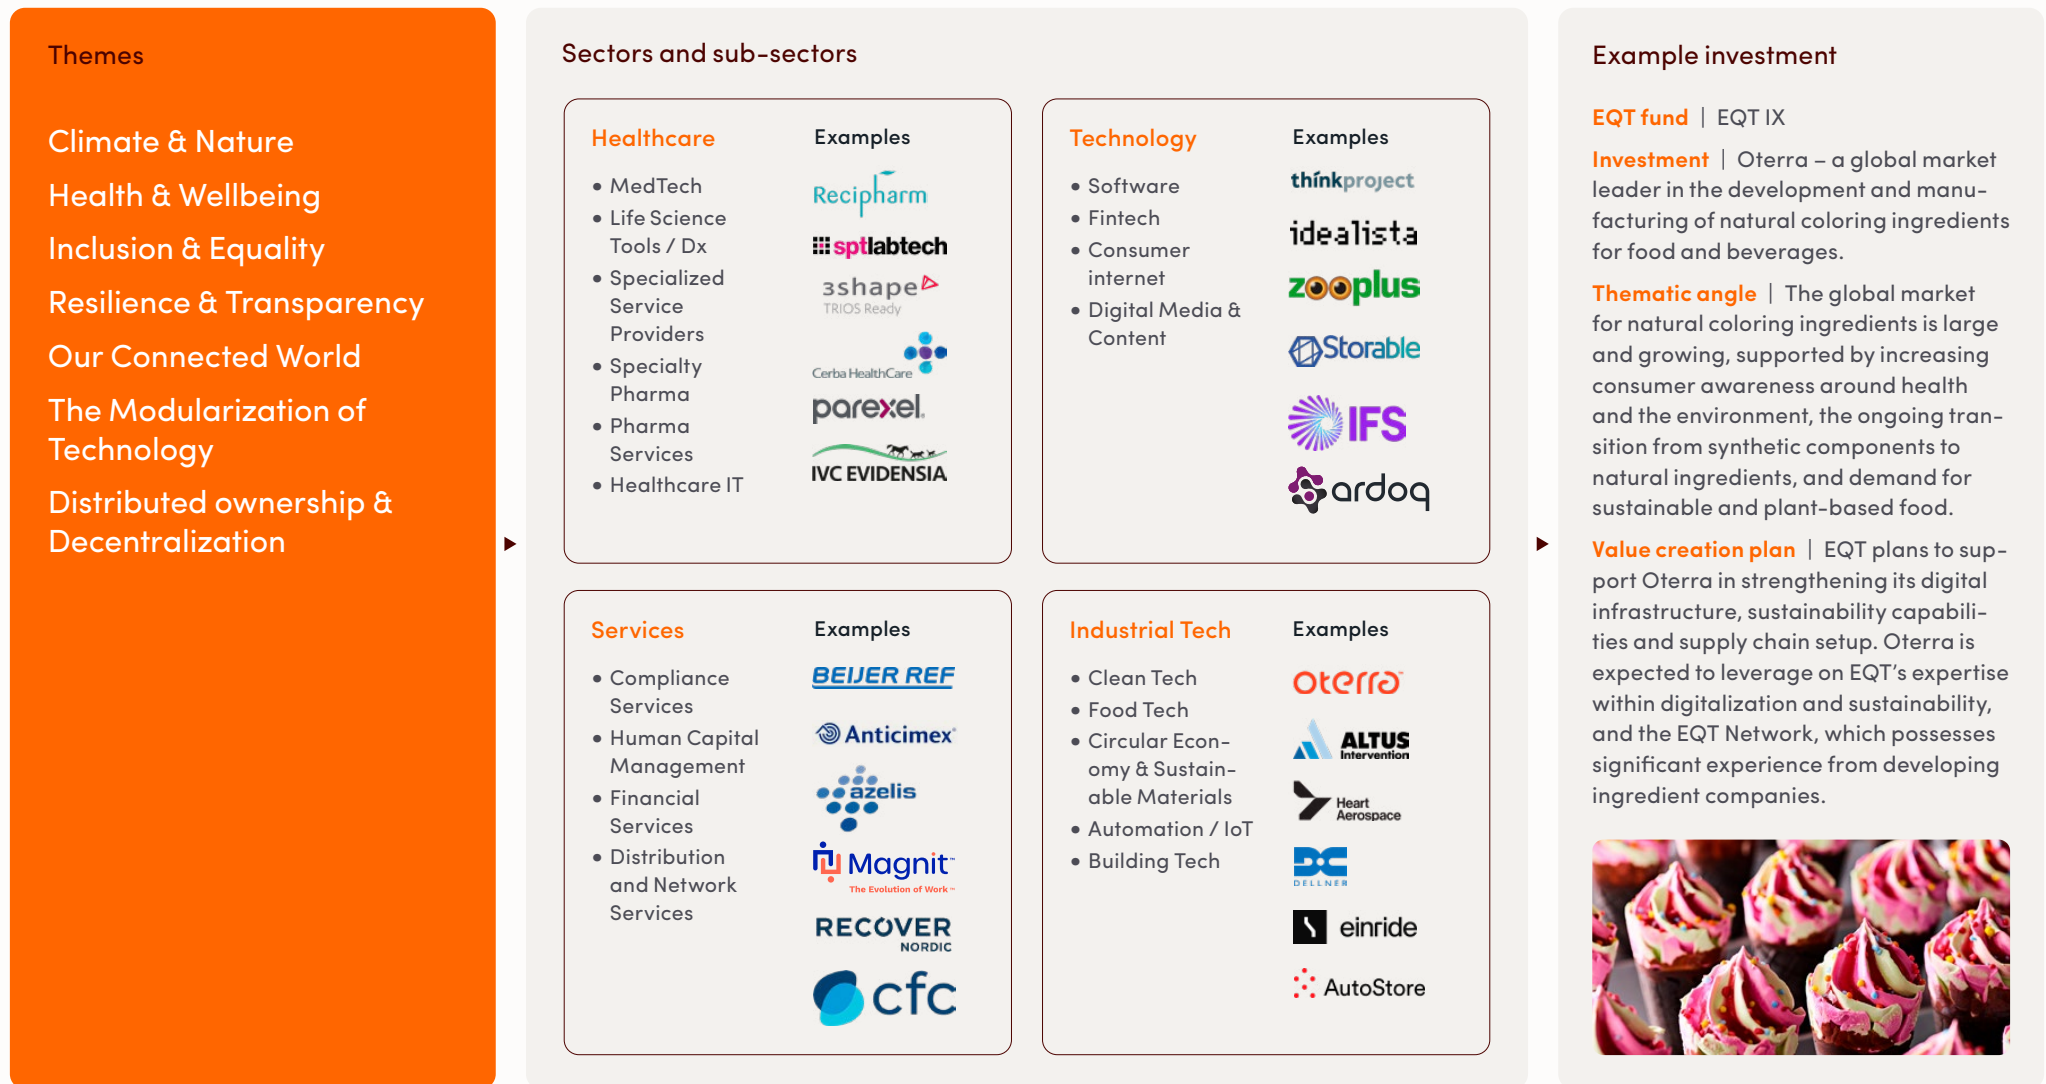 Themes
Climate & Nature
Health & Wellbeing
Inclusion & Equality
Resilience & Transparency
Our Connected World
The Modularization of
Technology
Distributed ownership &
Decentralization
Sectors and sub-sectors
Healthcare
• MedTech
• Life Science
Tools / Dx
• Specialized
Service
Providers
• Specialty
Pharma
• Pharma
Services
• Healthcare IT
Examples
Recipharm
sptlabtech
3shape
TRIOS Ready
Cerba HealthCare
parexel.
IVC EVIDENSIA
Technology
• Software
• Fintech
• Consumer
internet
• Digital Media &
Content
Examples
thinkproject
idealista
zooplus
Storable
IFS
ardoq
Services
• Compliance
Services
• Human Capital
Management
• Financial
Services
• Distribution
and Network
Services
Examples
BEIJER REF
Anticimex®
azelis
Magnit™
The Evolution of Work™
RECOVER
NORDIC
cfc
Industrial Tech
• Clean Tech
• Food Tech
• Circular Econ-
omy & Sustain-
able Materials
• Automation / IoT
• Building Tech
Examples
oterra™
ALTUS
Intervention
Heart
Aerospace
DC
DELLNER
einride
AutoStore
Example investment
EQT fund | EQT IX
Investment | Oterra – a global market
leader in the development and manu-
facturing of natural coloring ingredients
for food and beverages.
Thematic angle | The global market
for natural coloring ingredients is large
and growing, supported by increasing
consumer awareness around health
and the environment, the ongoing tran-
sition from synthetic components to
natural ingredients, and demand for
sustainable and plant-based food.
Value creation plan | EQT plans to sup-
port Oterra in strengthening its digital
infrastructure, sustainability capabili-
ties and supply chain setup. Oterra is
expected to leverage on EQT’s expertise
within digitalization and sustainability,
and the EQT Network, which possesses
significant experience from developing
ingredient companies.